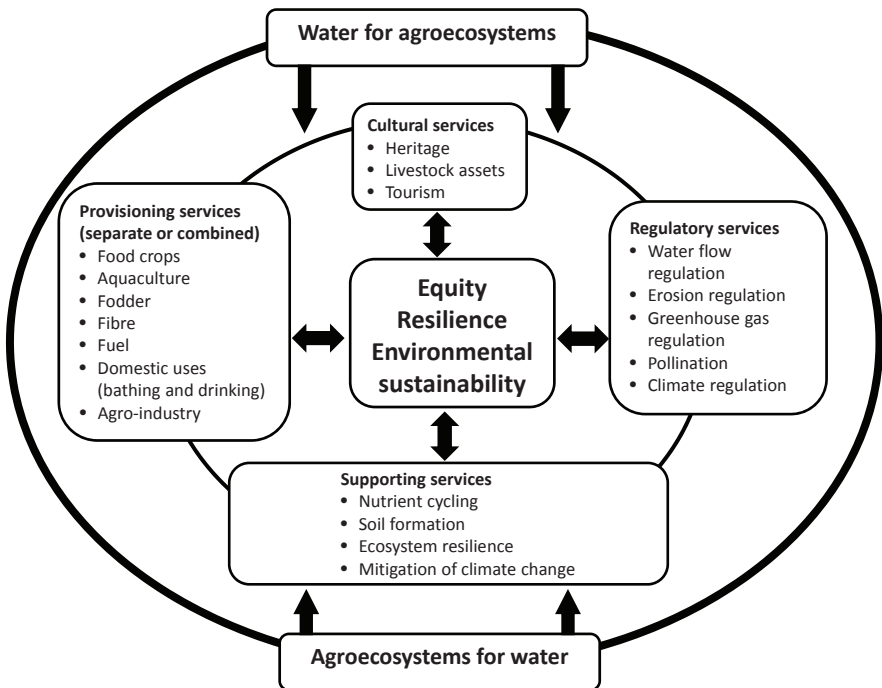 Water for agroecosystems
Cultural services
• Heritage
• Livestock assets
• Tourism
Provisioning services
(separate or combined)
• Food crops
• Aquaculture
• Fodder
• Fibre
• Fuel
• Domestic uses
(bathing and drinking)
• Agro-industry
Equity
Resilience
Environmental
sustainability
Regulatory services
• Water flow
regulation
• Erosion regulation
• Greenhouse gas
regulation
• Pollination
• Climate regulation
Supporting services
• Nutrient cycling
• Soil formation
• Ecosystem resilience
• Mitigation of climate change
Agroecosystems for water